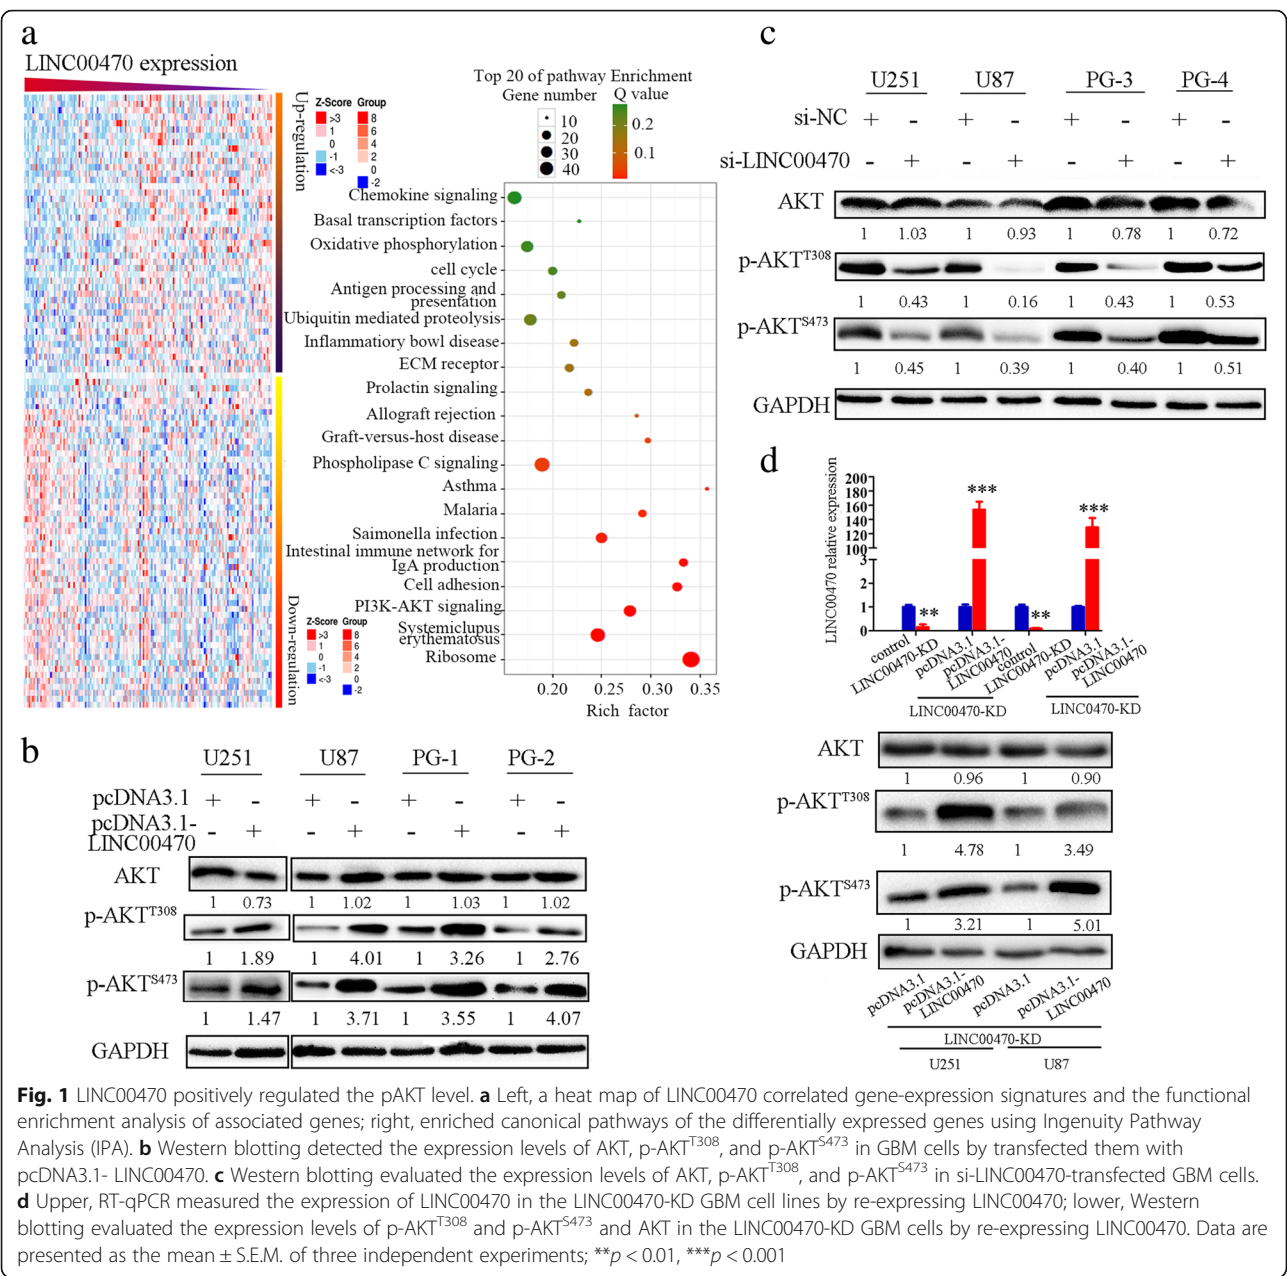 a
LINC00470 expression
Up-regulation
Z-Score Group
>3 8
1 6
0 4
-1 2
<-3 0
-2
Down-regulation
Z-Score Group
>3 8
1 6
0 4
-1 2
<-3 0
-2
Top 20 of pathway Enrichment
Gene number Q value
10
20
30
40
0.2
0.1
Chemokine signaling
Basal transcription factors
Oxidative phosphorylation
cell cycle
Antigen processing and
presentation
Ubiquitin mediated proteolysis
Inflammatiory bowl disease
ECM receptor
Prolactin signaling
Allograft rejection
Graft-versus-host disease
Phospholipase C signaling
Asthma
Malaria
Saimonella infection
Intestinal immune network for
IgA production
Cell adhesion
PI3K-AKT signaling
Systemiclupus
erythematosus
Ribosome
0.20 0.25 0.30 0.35
Rich factor
b
U251 U87 PG-1 PG-2
pcDNA3.1 + - + - + - + -
pcDNA3.1-
LINC00470 - + - + - + - +
AKT
1 0.73 1 1.02 1 1.03 1 1.02
p-AKTT308
1 1.89 1 4.01 1 3.26 1 2.76
p-AKTS473
1 1.47 1 3.71 1 3.55 1 4.07
GAPDH
c
U251 U87 PG-3 PG-4
si-NC + - + - + - + -
si-LINC00470 - + - + - + - +
AKT
1 1.03 1 0.93 1 0.78 1 0.72
p-AKTT308
1 0.43 1 0.16 1 0.43 1 0.53
p-AKTS473
1 0.45 1 0.39 1 0.40 1 0.51
GAPDH
d
LINC00470 relative expression
200
180
160
140
120
100
3
2
1
0
** *** ** ***
control
LINC00470-KD
pcDNA3.1
pcDNA3.1-
LINC00470
control
LINC00470-KD
pcDNA3.1
pcDNA3.1-
LINC00470
LINC00470-KD LINC0470-KD
AKT
1 0.96 1 0.90
p-AKTT308
1 4.78 1 3.49
p-AKTS473
1 3.21 1 5.01
GAPDH
pcDNA3.1
pcDNA3.1-
LINC00470
pcDNA3.1
pcDNA3.1-
LINC00470
LINC00470-KD
U251 U87
Fig. 1 LINC00470 positively regulated the pAKT level. a Left, a heat map of LINC00470 correlated gene-expression signatures and the functional
enrichment analysis of associated genes; right, enriched canonical pathways of the differentially expressed genes using Ingenuity Pathway
Analysis (IPA). b Western blotting detected the expression levels of AKT, p-AKTT308, and p-AKTS473 in GBM cells by transfected them with
pcDNA3.1- LINC00470. c Western blotting evaluated the expression levels of AKT, p-AKTT308, and p-AKTS473 in si-LINC00470-transfected GBM cells.
d Upper, RT-qPCR measured the expression of LINC00470 in the LINC00470-KD GBM cell lines by re-expressing LINC00470; lower, Western
blotting evaluated the expression levels of p-AKTT308 and p-AKTS473 and AKT in the LINC00470-KD GBM cells by re-expressing LINC00470. Data are
presented as the mean ± S.E.M. of three independent experiments; **p < 0.01, ***p < 0.001